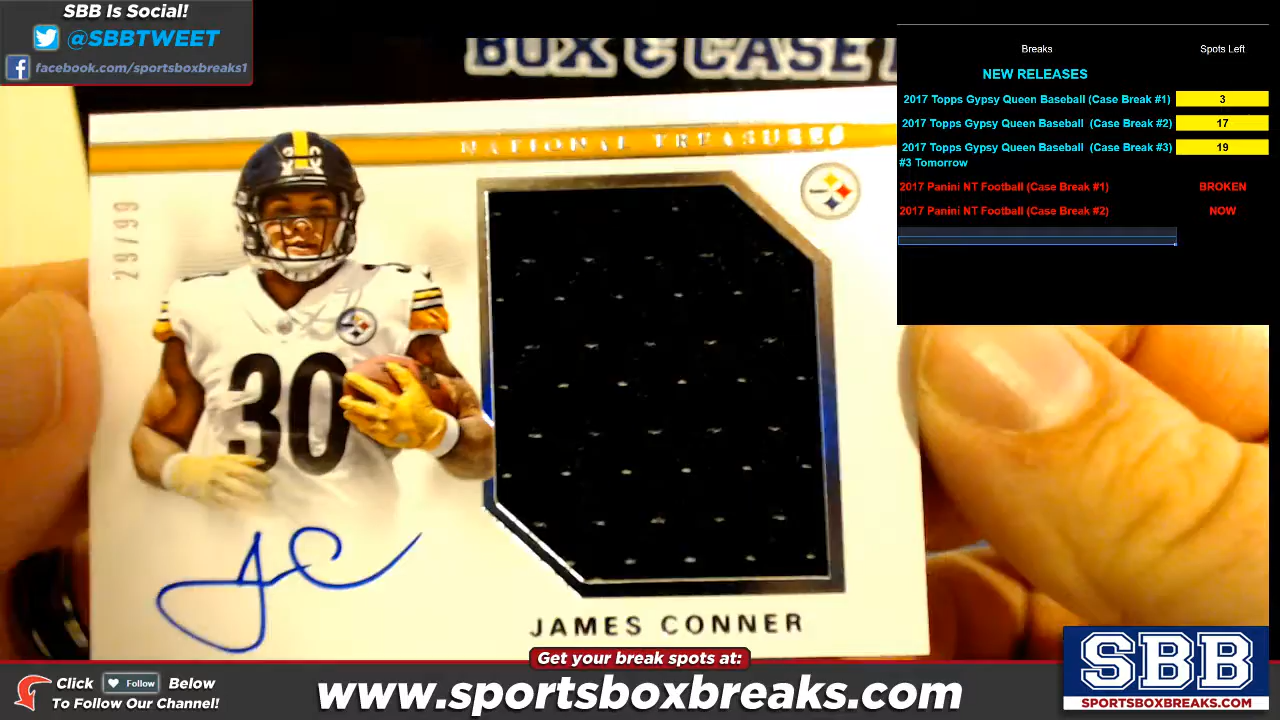 SBB Is Social!
@SBBTWEET
facebook.com/sportsboxbreaks1
BOX & CASE
Breaks Spots Left
NEW RELEASES
2017 Topps Gypsy Queen Baseball (Case Break #1) 3
2017 Topps Gypsy Queen Baseball (Case Break #2) 17
2017 Topps Gypsy Queen Baseball (Case Break #3) 19
#3 Tomorrow
2017 Panini NT Football (Case Break #1) BROKEN
2017 Panini NT Football (Case Break #2) NOW
NATIONAL TREASURES
29/99
30
JC
JAMES CONNER
Get your break spots at:
Click Follow Below
To Follow Our Channel!
www.sportsboxbreaks.com
SBB
SPORTSBOXBREAKS.COM